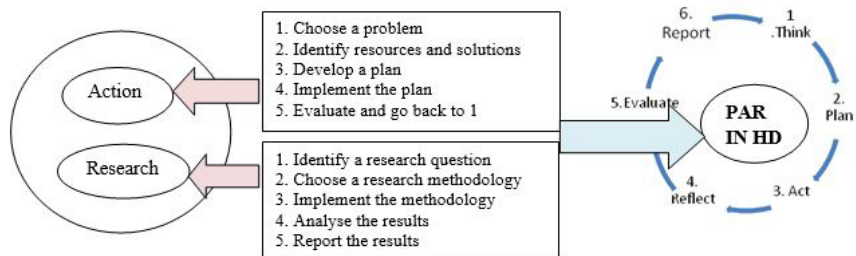 Action
Research
1. Choose a problem
2. Identify resources and solutions
3. Develop a plan
4. Implement the plan
5. Evaluate and go back to 1
1. Identify a research question
2. Choose a research methodology
3. Implement the methodology
4. Analyse the results
5. Report the results
PAR
IN HD
1
.Think
2.
Plan
3. Act
4.
Reflect
5.Evaluate
6.
Report